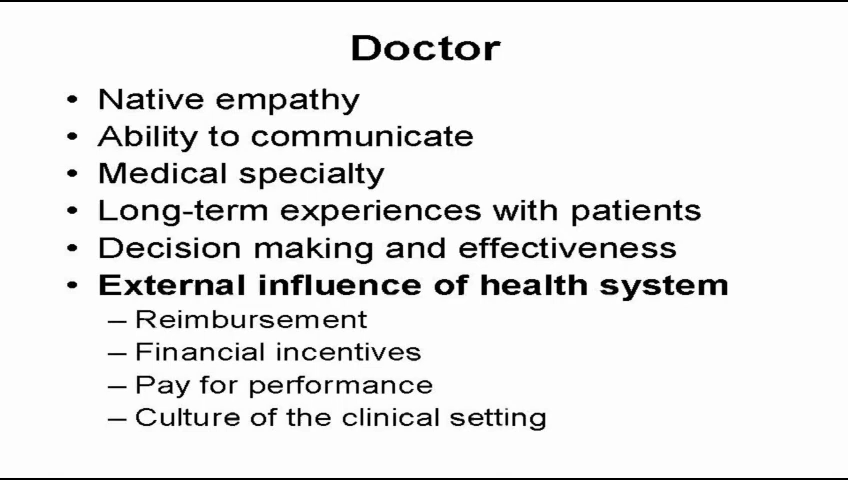 Doctor
• Native empathy
• Ability to communicate
• Medical specialty
• Long-term experiences with patients
• Decision making and effectiveness
• External influence of health system
– Reimbursement
– Financial incentives
– Pay for performance
– Culture of the clinical setting